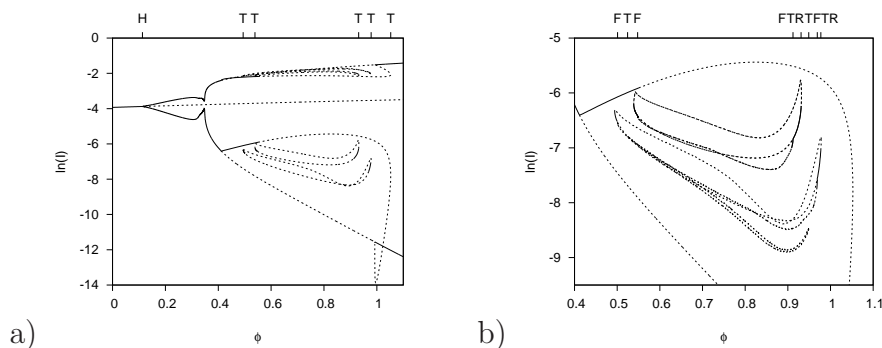 H T T T T T
0
-2
-4
-6
-8
-10
-12
-14
ln(I)
0 0.2 0.4 0.6 0.8 1
ϕ
a)
F T F F T R T F T R
-5
-6
-7
-8
-9
ln(I)
0.4 0.5 0.6 0.7 0.8 0.9 1 1.1
ϕ
b)